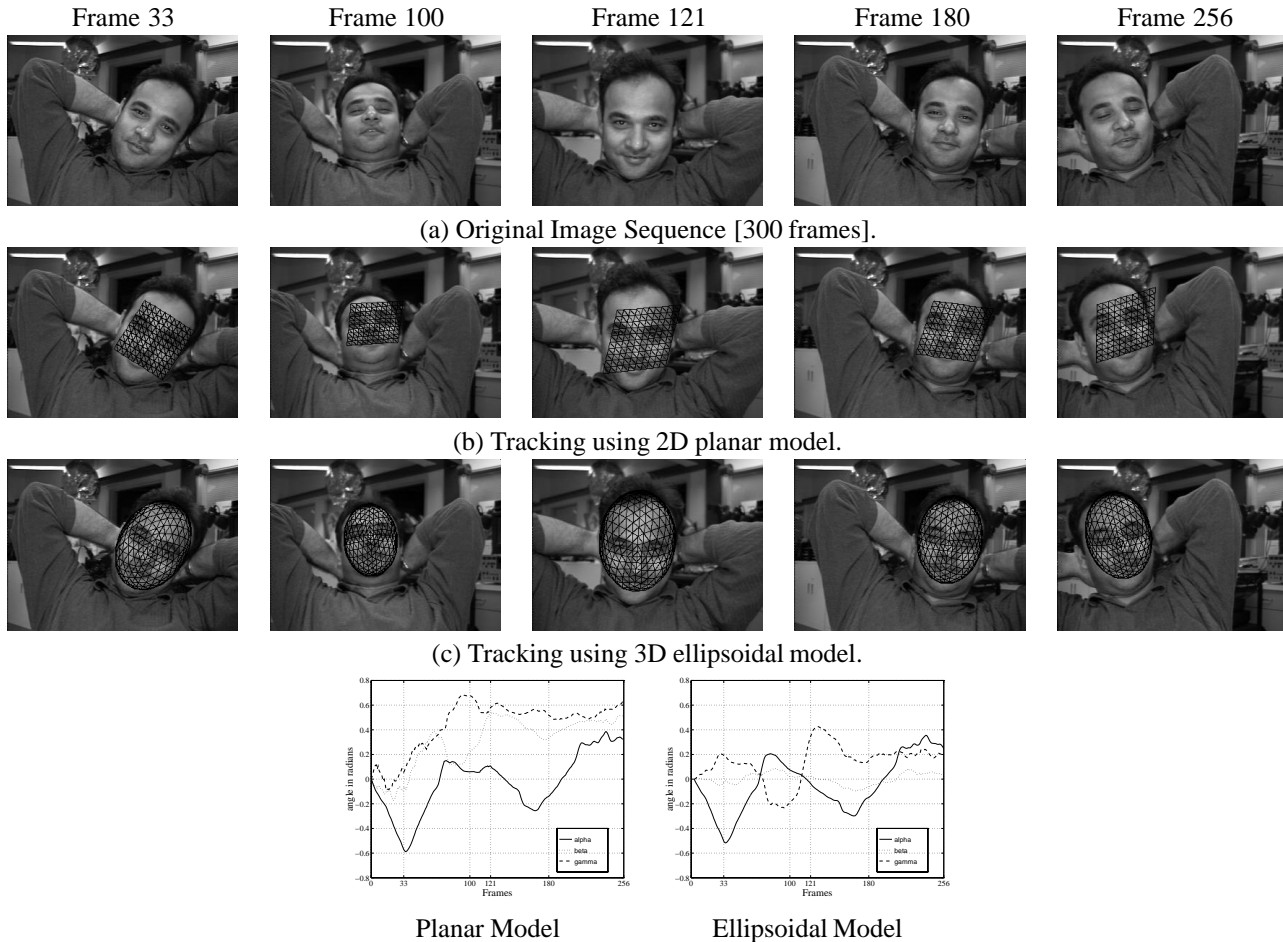 Frame 33 Frame 100 Frame 121 Frame 180 Frame 256
(a) Original Image Sequence [300 frames].
(b) Tracking using 2D planar model.
(c) Tracking using 3D ellipsoidal model.
0.8 0.8
0.6 0.6
0.4 0.4
0.2 0.2
0 0
−0.2 −0.2
−0.4 −0.4
−0.6 −0.6
−0.8 −0.8
angle in radians angle in radians
alpha alpha
beta beta
gamma gamma
0 33 100 121 180 256 0 33 100 121 180 256
Frames Frames
Planar Model Ellipsoidal Model